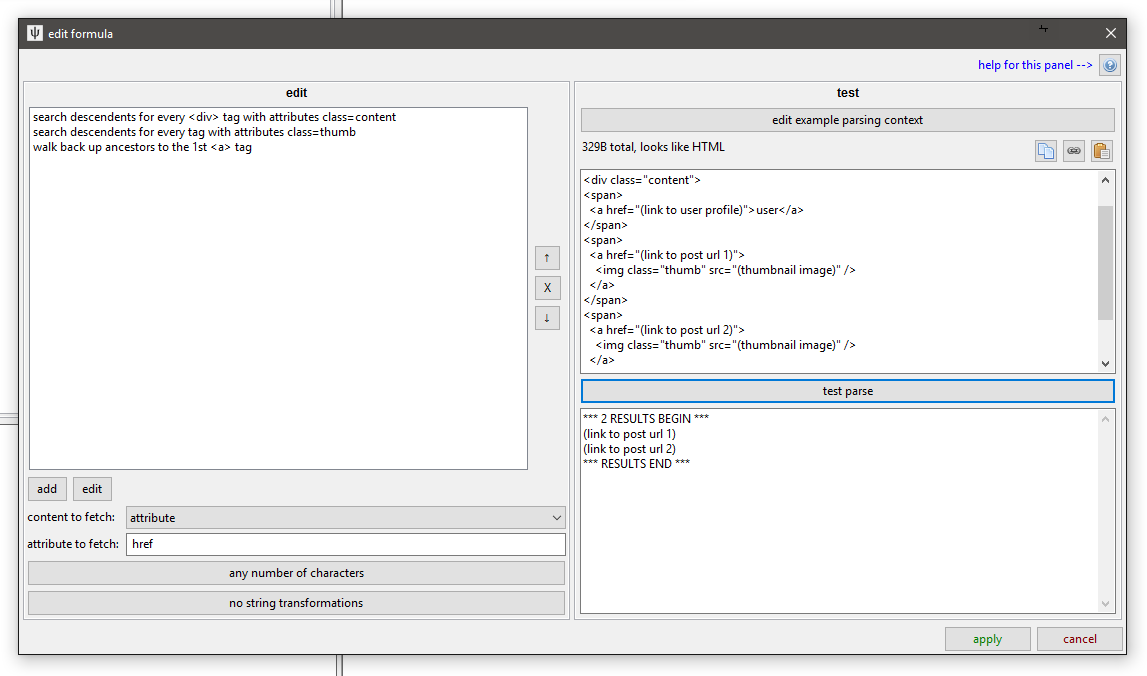 ψ edit formula
help for this panel -->
edit
search descendents for every <div> tag with attributes class=content
search descendents for every tag with attributes class=thumb
walk back up ancestors to the 1st <a> tag
↑
X
↓
add
edit
content to fetch:
attribute
attribute to fetch:
href
any number of characters
no string transformations
test
edit example parsing context
329B total, looks like HTML
<div class="content">
<span>
<a href="(link to user profile)">user</a>
</span>
<span>
<a href="(link to post url 1)">
<img class="thumb" src="(thumbnail image)" />
</a>
</span>
<span>
<a href="(link to post url 2)">
<img class="thumb" src="(thumbnail image)" />
</a>
test parse
*** 2 RESULTS BEGIN ***
(link to post url 1)
(link to post url 2)
*** RESULTS END ***
apply
cancel